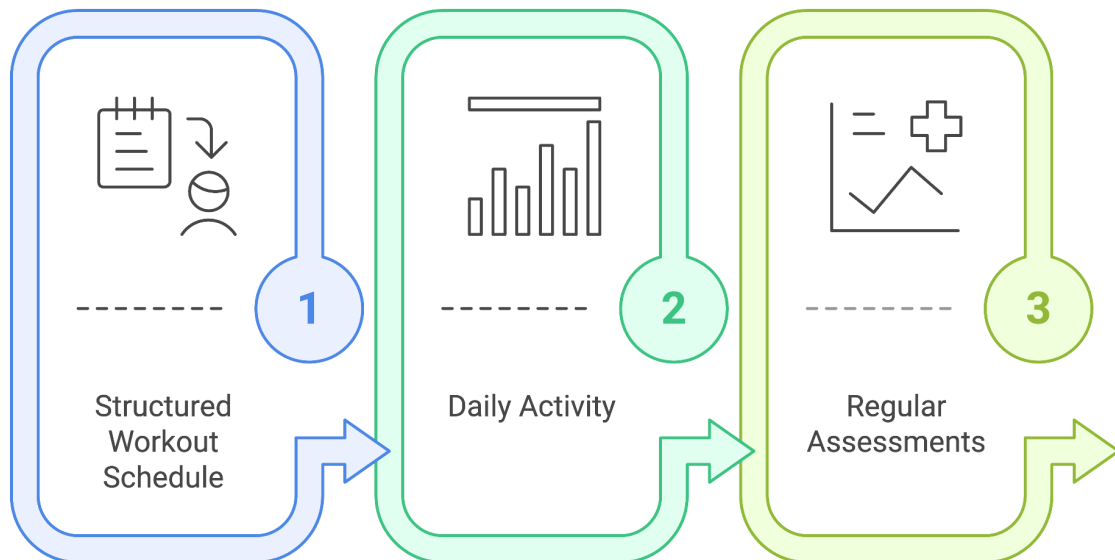 1
Structured
Workout
Schedule
2
Daily Activity
3
Regular
Assessments